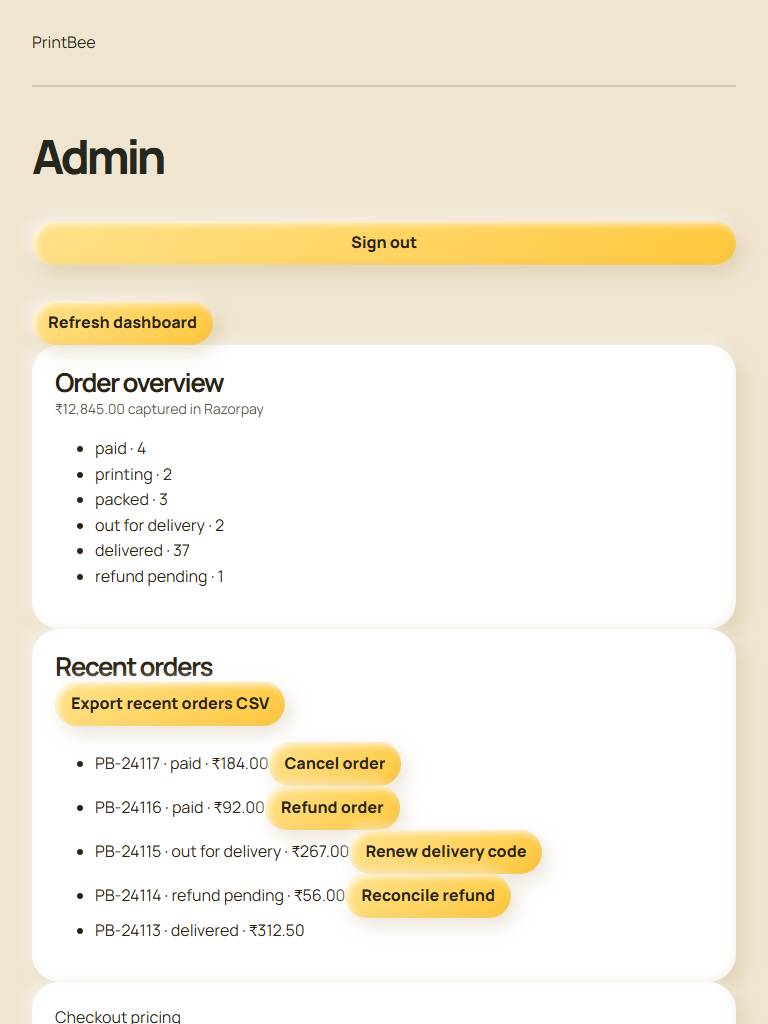 PrintBee
Admin
Sign out
Refresh dashboard
Order overview
₹12,845.00 captured in Razorpay
paid · 4
printing · 2
packed · 3
out for delivery · 2
delivered · 37
refund pending · 1
Recent orders
Export recent orders CSV
PB-24117 · paid · ₹184.00 Cancel order
PB-24116 · paid · ₹92.00 Refund order
PB-24115 · out for delivery · ₹267.00 Renew delivery code
PB-24114 · refund pending · ₹56.00 Reconcile refund
PB-24113 · delivered · ₹312.50
Checkout pricing